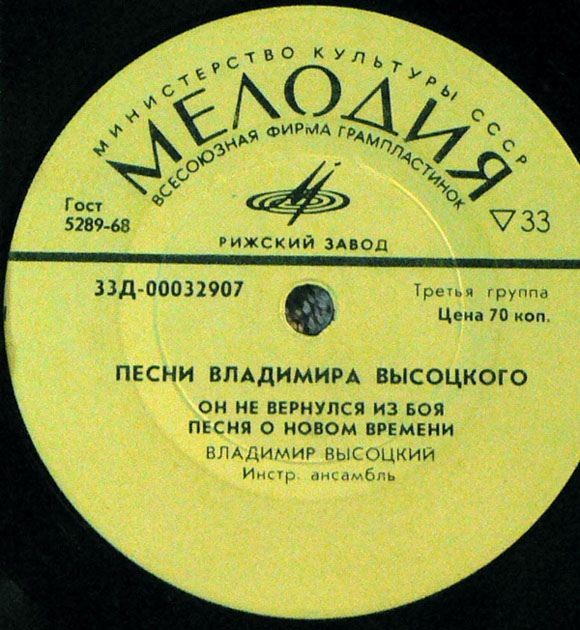 МИНИСТЕРСТВО КУЛЬТУРЫ СССР
МЕЛОДИЯ
ВСЕСОЮЗНАЯ ФИРМА ГРАМПЛАСТИНОК
Гост
5289-68
▽33
РИЖСКИЙ ЗАВОД
33Д-00032907
Третья группа
Цена 70 коп.
ПЕСНИ ВЛАДИМИРА ВЫСОЦКОГО
ОН НЕ ВЕРНУЛСЯ ИЗ БОЯ
ПЕСНЯ О НОВОМ ВРЕМЕНИ
ВЛАДИМИР ВЫСОЦКИЙ
Инстр. ансамбль